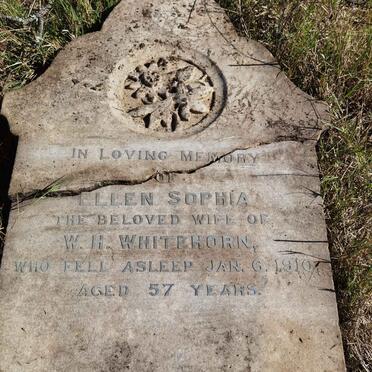 IN LOVING MEMORY
OF
ELLEN SOPHIA
THE BELOVED WIFE OF
W. H. WHITEHORN,
WHO FELL ASLEEP JAN. 6, 1910,
AGED 57 YEARS.